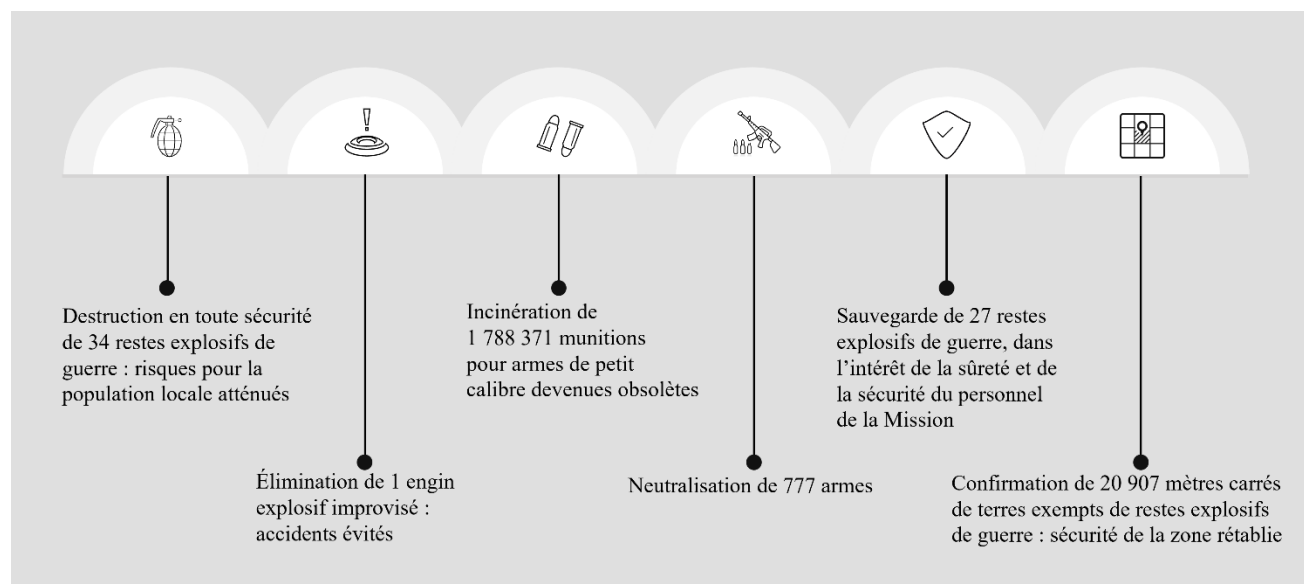 Destruction en toute sécurité
de 34 restes explosifs de
guerre : risques pour la
population locale atténués
Élimination de 1 engin
explosif improvisé :
accidents évités
Incinération de
1 788 371 munitions
pour armes de petit
calibre devenues obsolètes
Neutralisation de 777 armes
Sauvegarde de 27 restes
explosifs de guerre, dans
l’intérêt de la sûreté et de
la sécurité du personnel
de la Mission
Confirmation de 20 907 mètres carrés
de terres exempts de restes explosifs
de guerre : sécurité de la zone rétablie